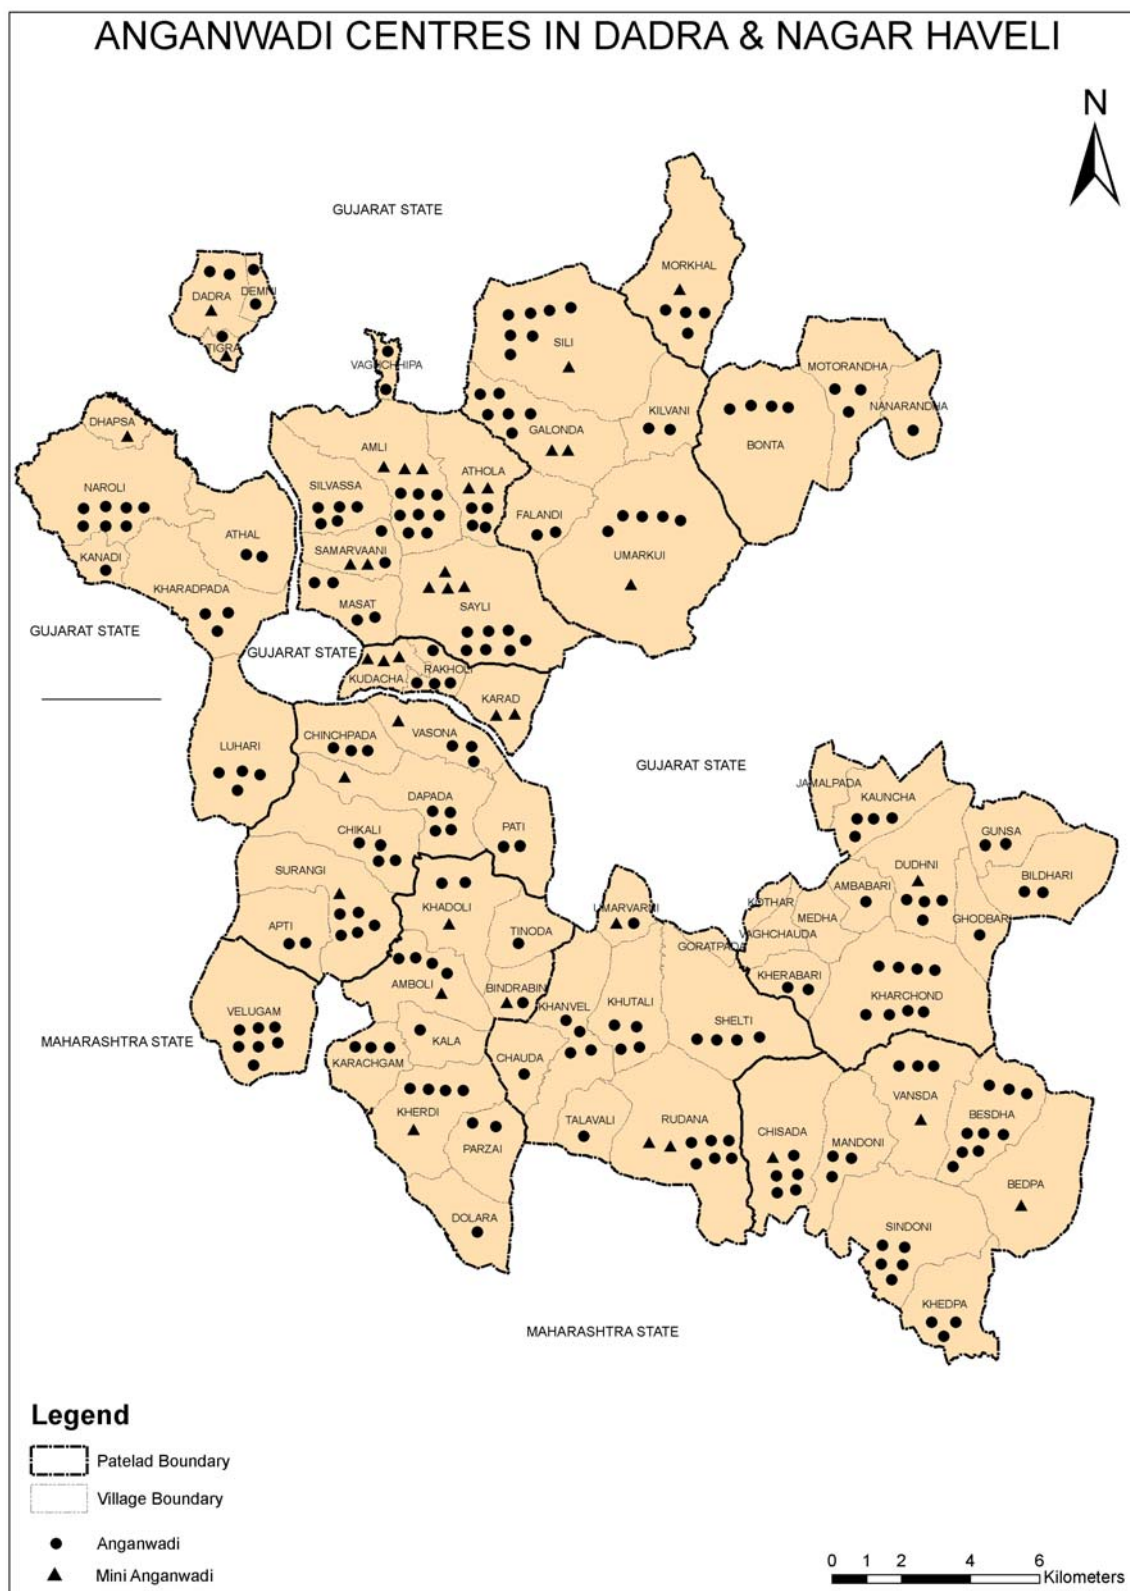 ANGANWADI CENTRES IN DADRA & NAGAR HAVELI
N
GUJARAT STATE
MORKHAL
DADRA
DEMNI
TIGRA
SILI
VAGHCHHIPA
MOTORANDHA
NANARANDHA
DHAPSA
GALONDA
KILVANI
BONTA
AMLI
ATHOLA
NAROLI
SILVASSA
FALANDI
ATHAL
UMARKUI
KANADI
SAMARVAANI
KHARADPADA
MASAT
SAYLI
GUJARAT STATE
GUJARAT STATE
KUDACHA
RAKHOLI
KARAD
LUHARI
CHINCHPADA
VASONA
GUJARAT STATE
JAMALPADA
KAUNCHA
DAPADA
CHIKALI
PATI
GUNSA
SURANGI
DUDHNI
BILDHARI
AMBABARI
KHADOLI
UMARVARNI
KOTHAR
MEDHA
GHODBARI
APTI
TINODA
GORATPADA
VAGHCHAUDA
KHERABARI
AMBOLI
BINDRABIN
KHARCHOND
VELUGAM
KHANVEL
KHUTALI
SHELTI
MAHARASHTRA STATE
KALA
KARACHGAM
CHAUDA
VANSDA
KHERDI
BESDHA
TALAVALI
RUDANA
CHISADA
MANDONI
PARZAI
BEDPA
DOLARA
SINDONI
KHEDPA
MAHARASHTRA STATE
Legend
Patelad Boundary
Village Boundary
Anganwadi
Mini Anganwadi
0 1 2 4 6
Kilometers